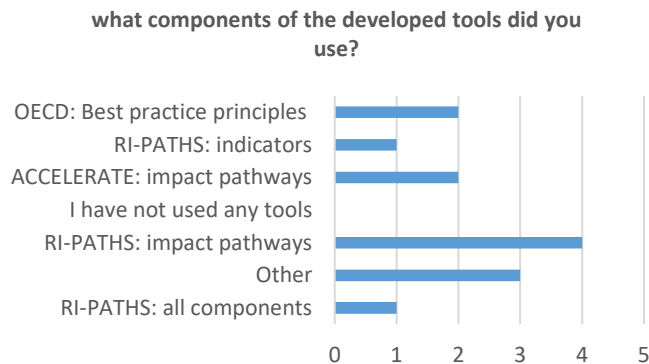 what components of the developed tools did you
use?
OECD: Best practice principles
RI-PATHS: indicators
ACCELERATE: impact pathways
I have not used any tools
RI-PATHS: impact pathways
Other
RI-PATHS: all components
0 1 2 3 4 5